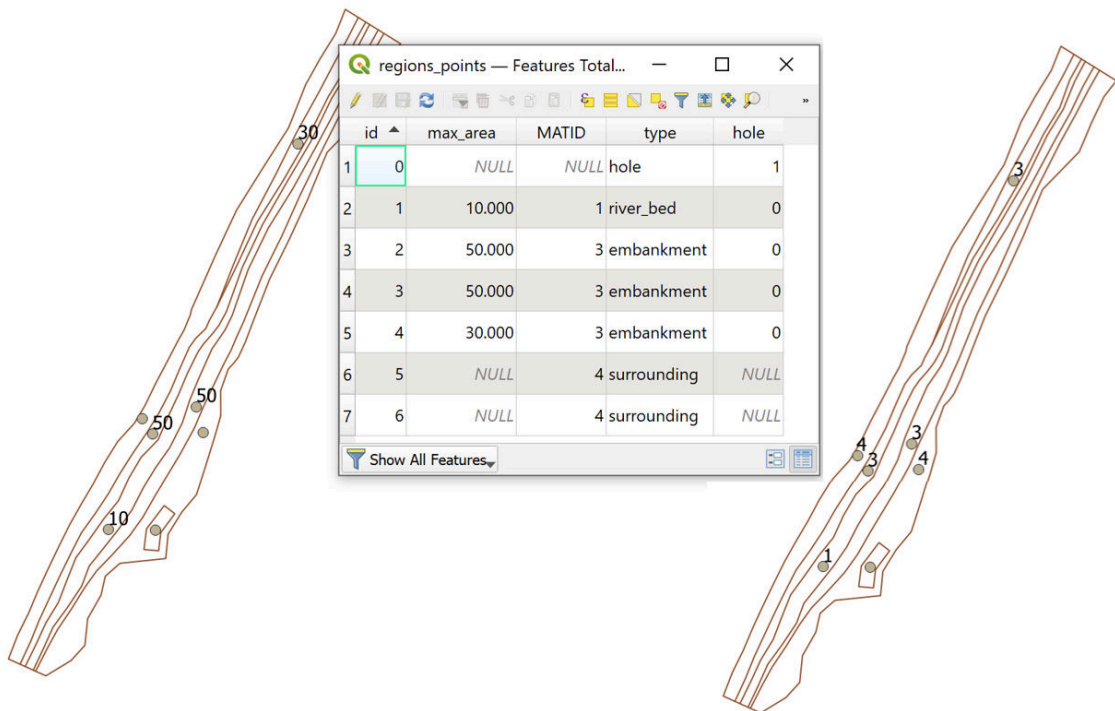 regions_points — Features Total...
»
id max_area MATID type hole
1 0 NULL NULL hole 1
2 1 10.000 1 river_bed 0
3 2 50.000 3 embankment 0
4 3 50.000 3 embankment 0
5 4 30.000 3 embankment 0
6 5 NULL 4 surrounding NULL
7 6 NULL 4 surrounding NULL
Show All Features
30
50
50
10
3
3
4
3
4
1